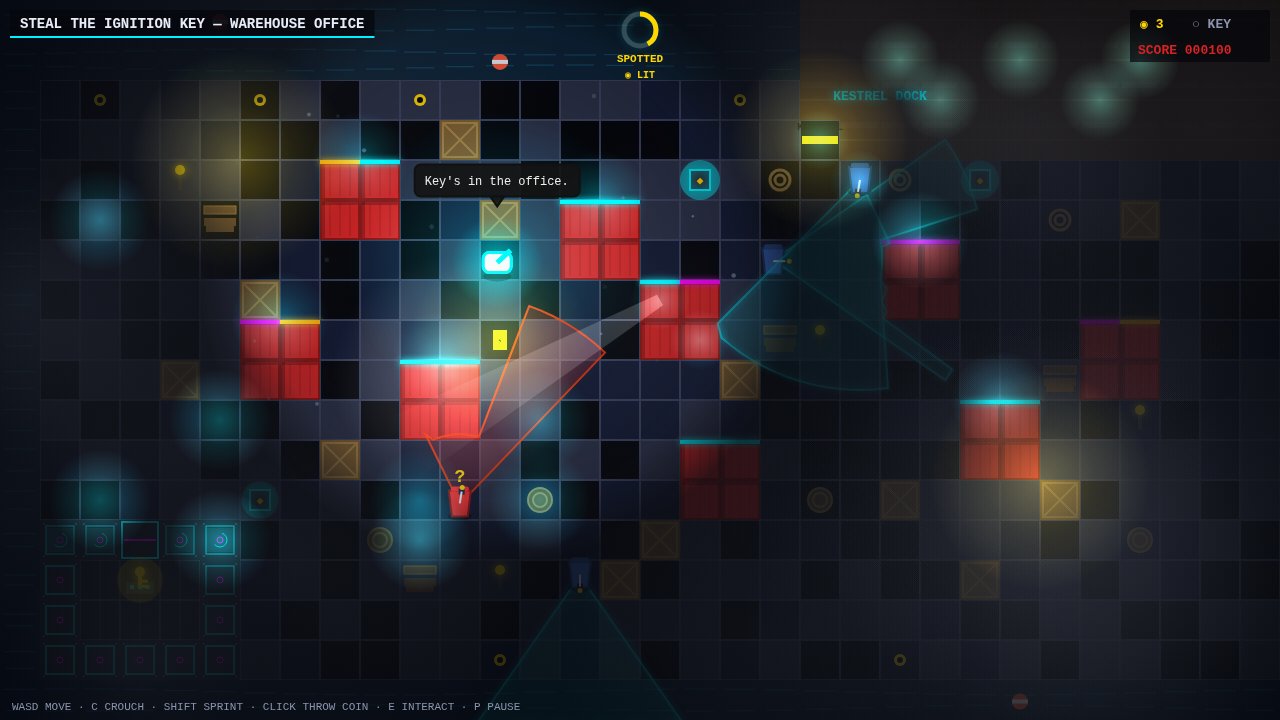 STEAL THE IGNITION KEY — WAREHOUSE OFFICE
SPOTTED
◉ LIT
◉ 3 ○ KEY
SCORE 000100
KESTREL DOCK
Key's in the office.
?
WASD MOVE · C CROUCH · SHIFT SPRINT · CLICK THROW COIN · E INTERACT · P PAUSE